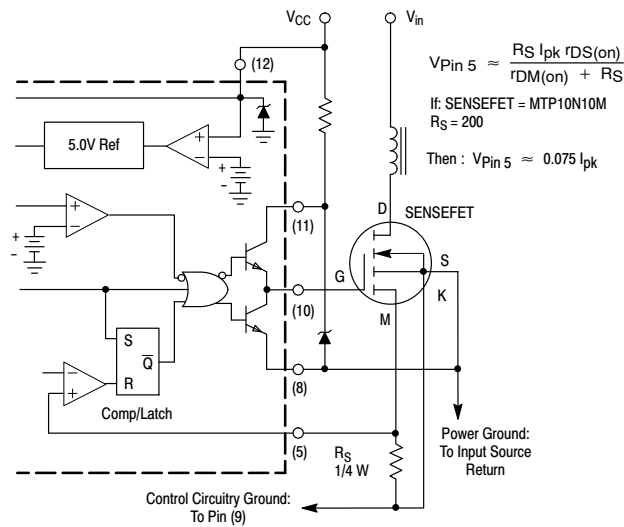 VCC
Vin
(12)
VPin 5 ≈ RS Ipk rDS(on) / rDM(on) + RS
If: SENSEFET = MTP10N10M
RS = 200
Then : VPin 5 ≈ 0.075 Ipk
5.0V Ref
+
-
+
-
D
SENSEFET
(11)
+
-
+
-
S
G
K
(10)
M
S
Q̅
R
(8)
-
+
Comp/Latch
(5)
RS
1/4 W
Power Ground:
To Input Source
Return
Control Circuitry Ground:
To Pin (9)